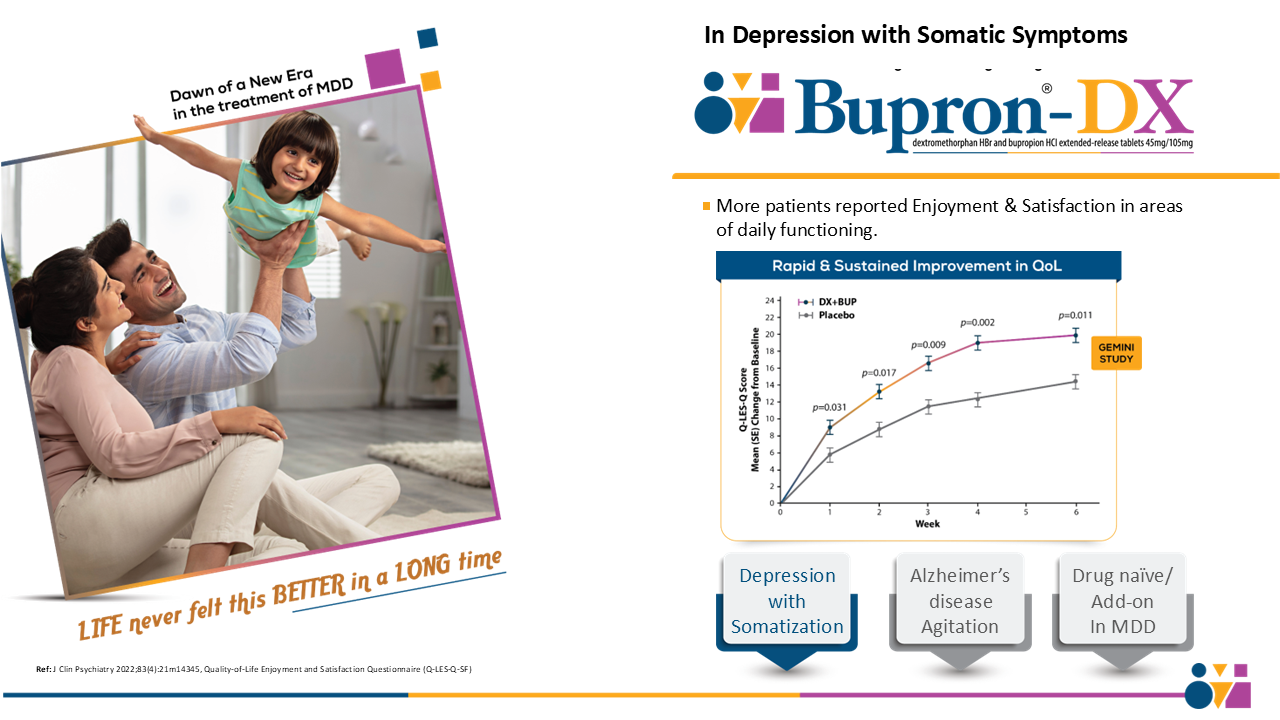 Dawn of a New Era
in the treatment of MDD
LIFE never felt this BETTER in a LONG time
Ref: J Clin Psychiatry 2022;83(4):21m14345, Quality-of-Life Enjoyment and Satisfaction Questionnaire (Q-LES-Q-SF)
In Depression with Somatic Symptoms
Bupron®-DX
dextromethorphan HBr and bupropion HCl extended-release tablets 45mg/105mg
More patients reported Enjoyment & Satisfaction in areas
of daily functioning.
Rapid & Sustained Improvement in QoL
Q-LES-Q Score
Mean (SE) Change from Baseline
24
22
20
18
16
14
12
10
8
6
4
2
0
DX+BUP
Placebo
p=0.031
p=0.017
p=0.009
p=0.002
p=0.011
0 1 2 3 4 5 6
Week
GEMINI
STUDY
Depression
with
Somatization
Alzheimer's
disease
Agitation
Drug naïve/
Add-on
In MDD